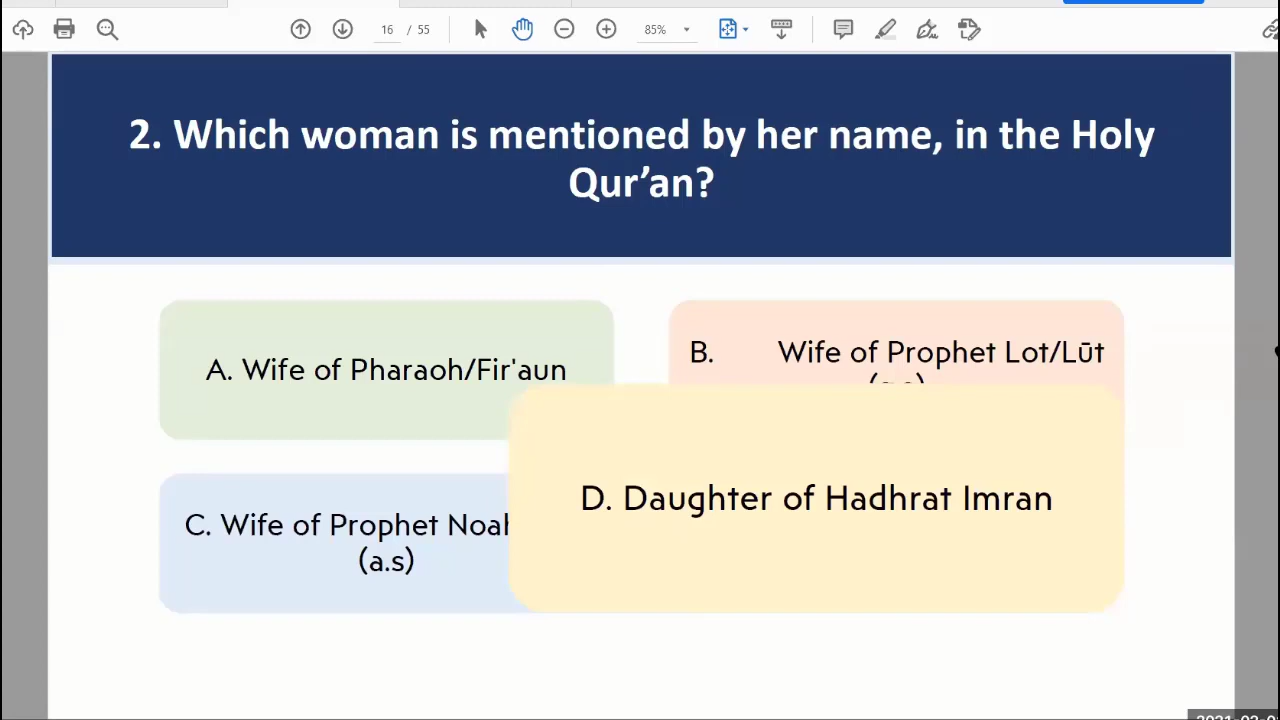 16 / 55
85%
2. Which woman is mentioned by her name, in the Holy
Qur’an?
A. Wife of Pharaoh/Fir'aun
B. Wife of Prophet Lot/Lūt
C. Wife of Prophet Noah
(a.s)
D. Daughter of Hadhrat Imran